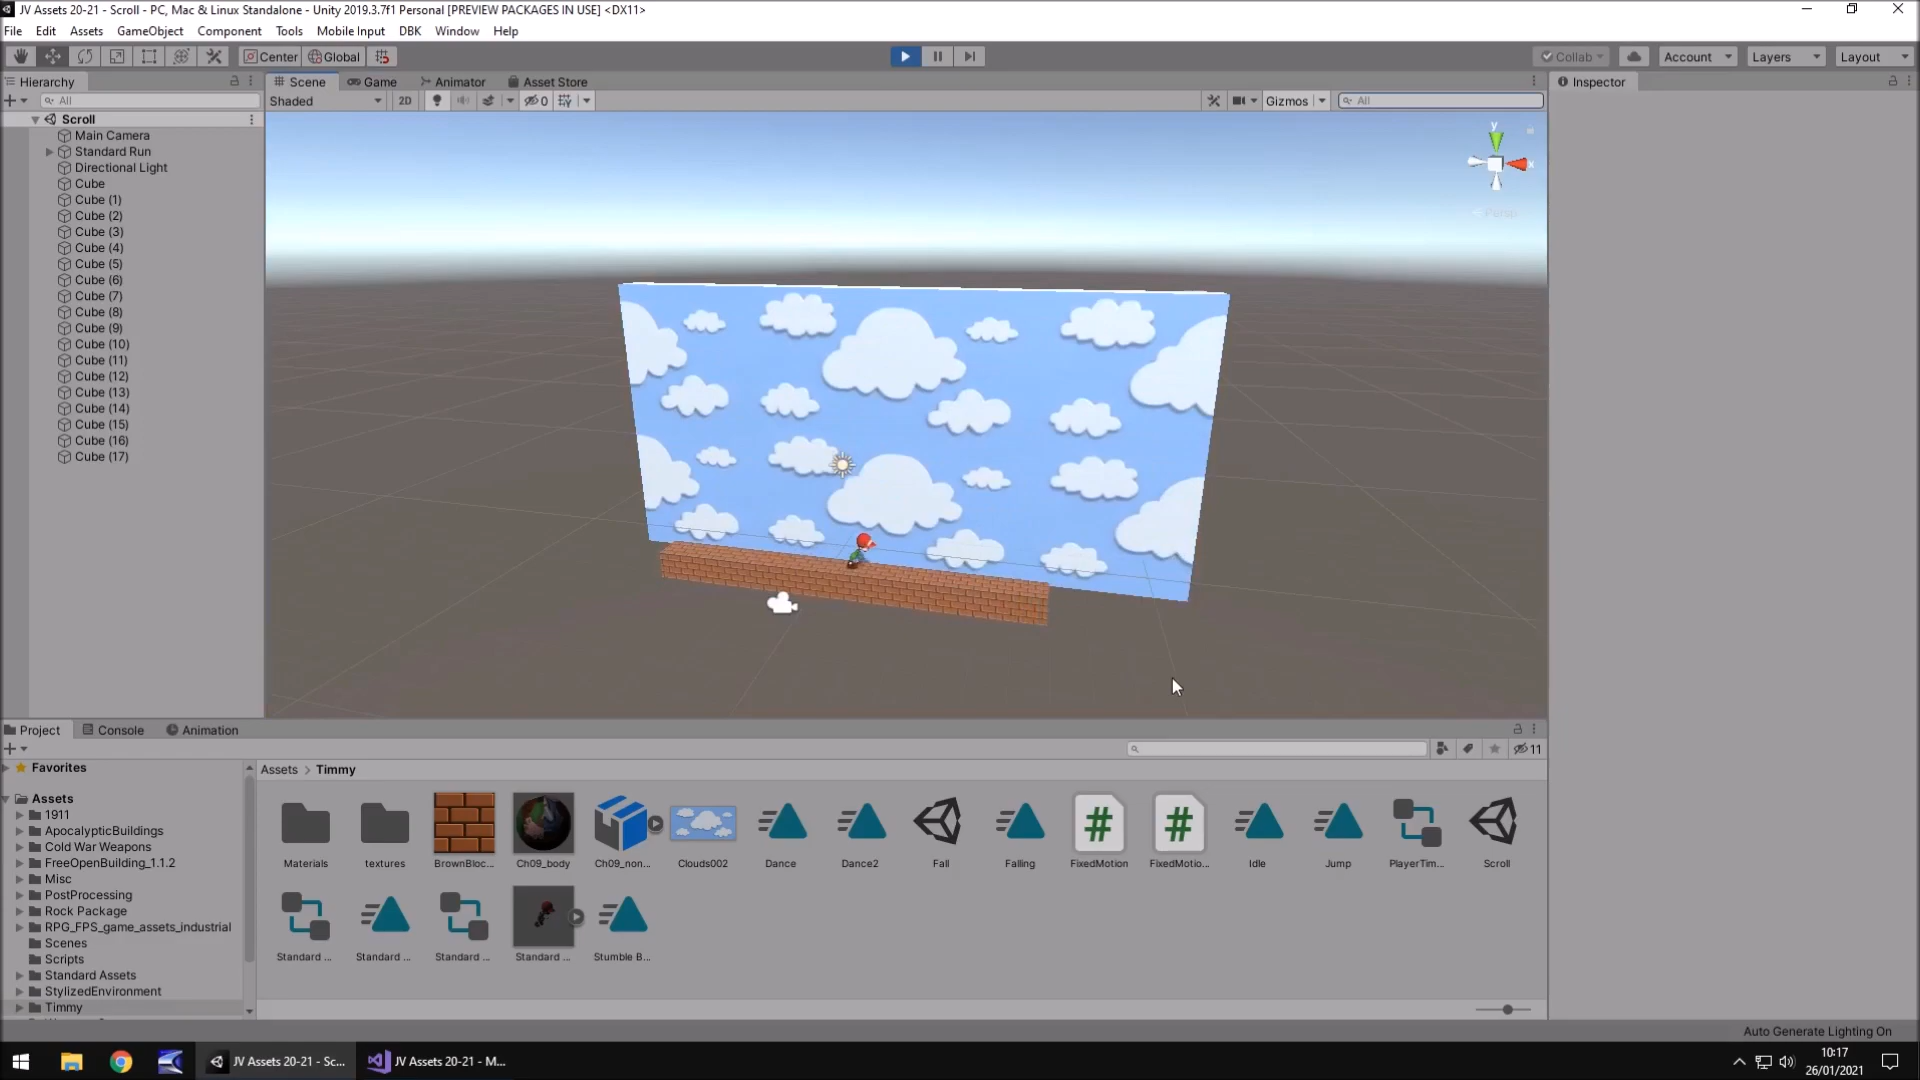 JV Assets 20-21 - Scroll - PC, Mac & Linux Standalone - Unity 2019.3.7f1 Personal [PREVIEW PACKAGES IN USE] <DX11>
File Edit Assets GameObject Component Tools Mobile Input DBK Window Help
Center Global Collab Account Layers Layout
Hierarchy Scene Game Animator Asset Store Inspector
All Shaded 2D 0 Gizmos All
Scroll
Main Camera
Standard Run
Directional Light
Cube
Cube (1)
Cube (2)
Cube (3)
Cube (4)
Cube (5)
Cube (6)
Cube (7)
Cube (8)
Cube (9)
Cube (10)
Cube (11)
Cube (12)
Cube (13)
Cube (14)
Cube (15)
Cube (16)
Cube (17)
y
x
Persp
Project Console Animation
11
Favorites
Assets
1911
ApocalypticBuildings
Cold War Weapons
FreeOpenBuilding_1.1.2
Misc
PostProcessing
Rock Package
RPG_FPS_game_assets_industrial
Scenes
Scripts
Standard Assets
StylizedEnvironment
Timmy
Assets > Timmy
Materials textures BrownBloc... Ch09_body Ch09_non... Clouds002 Dance Dance2 Fall Falling FixedMotion FixedMotio... Idle Jump PlayerTim... Scroll
Standard ... Standard ... Standard ... Standard ... Stumble B...
Auto Generate Lighting On
JV Assets 20-21 - Sc... JV Assets 20-21 - M...
10:17
26/01/2021